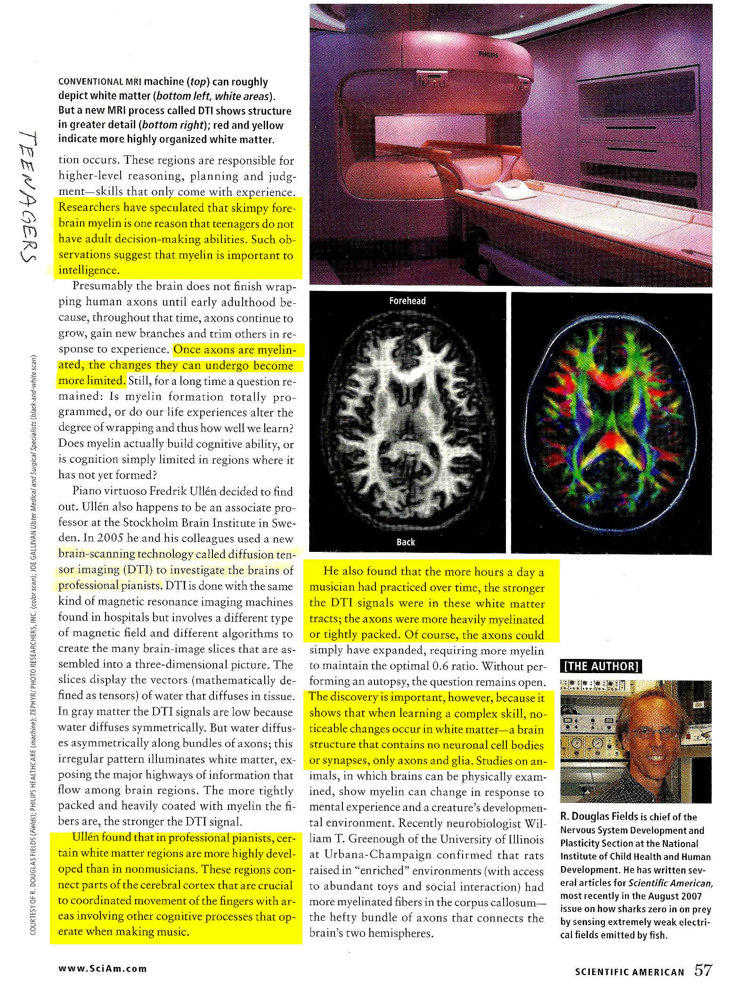 PHILIPS
CONVENTIONAL MRI machine (top) can roughly
depict white matter (bottom left, white areas).
But a new MRI process called DTI shows structure
in greater detail (bottom right); red and yellow
indicate more highly organized white matter.
TEENAGERS
tion occurs. These regions are responsible for
higher-level reasoning, planning and judg-
ment—skills that only come with experience.
Researchers have speculated that skimpy fore-
brain myelin is one reason that teenagers do not
have adult decision-making abilities. Such ob-
servations suggest that myelin is important to
intelligence.
Presumably the brain does not finish wrap-
ping human axons until early adulthood be-
cause, throughout that time, axons continue to
grow, gain new branches and trim others in re-
sponse to experience. Once axons are myelin-
ated, the changes they can undergo become
more limited. Still, for a long time a question re-
mained: Is myelin formation totally pro-
grammed, or do our life experiences alter the
degree of wrapping and thus how well we learn?
Does myelin actually build cognitive ability, or
is cognition simply limited in regions where it
has not yet formed?
Piano virtuoso Fredrik Ullén decided to find
out. Ullén also happens to be an associate pro-
fessor at the Stockholm Brain Institute in Swe-
den. In 2005 he and his colleagues used a new
brain-scanning technology called diffusion ten-
sor imaging (DTI) to investigate the brains of
professional pianists. DTI is done with the same
kind of magnetic resonance imaging machines
found in hospitals but involves a different type
of magnetic field and different algorithms to
create the many brain-image slices that are as-
sembled into a three-dimensional picture. The
slices display the vectors (mathematically de-
fined as tensors) of water that diffuses in tissue.
In gray matter the DTI signals are low because
water diffuses symmetrically. But water diffus-
es asymmetrically along bundles of axons; this
irregular pattern illuminates white matter, ex-
posing the major highways of information that
flow among brain regions. The more tightly
packed and heavily coated with myelin the fi-
bers are, the stronger the DTI signal.
Ullén found that in professional pianists, cer-
tain white matter regions are more highly devel-
oped than in nonmusicians. These regions con-
nect parts of the cerebral cortex that are crucial
to coordinated movement of the fingers with ar-
eas involving other cognitive processes that op-
erate when making music.
Forehead
Back
He also found that the more hours a day a
musician had practiced over time, the stronger
the DTI signals were in these white matter
tracts; the axons were more heavily myelinated
or tightly packed. Of course, the axons could
simply have expanded, requiring more myelin
to maintain the optimal 0.6 ratio. Without per-
forming an autopsy, the question remains open.
The discovery is important, however, because it
shows that when learning a complex skill, no-
ticeable changes occur in white matter—a brain
structure that contains no neuronal cell bodies
or synapses, only axons and glia. Studies on an-
imals, in which brains can be physically exam-
ined, show myelin can change in response to
mental experience and a creature's developmen-
tal environment. Recently neurobiologist Wil-
liam T. Greenough of the University of Illinois
at Urbana-Champaign confirmed that rats
raised in "enriched" environments (with access
to abundant toys and social interaction) had
more myelinated fibers in the corpus callosum—
the hefty bundle of axons that connects the
brain's two hemispheres.
[THE AUTHOR]
R. Douglas Fields is chief of the
Nervous System Development and
Plasticity Section at the National
Institute of Child Health and Human
Development. He has written sev-
eral articles for Scientific American,
most recently in the August 2007
issue on how sharks zero in on prey
by sensing extremely weak electri-
cal fields emitted by fish.
COURTESY OF R. DOUGLAS FIELDS (Fields); PHILIPS HEALTHCARE (machine); ZEPHYR/PHOTO RESEARCHERS, INC. (color scan); JOE GALLIVAN Ulster Medical and Surgical Specialists (black-and-white scan)
www.SciAm.com
SCIENTIFIC AMERICAN 57